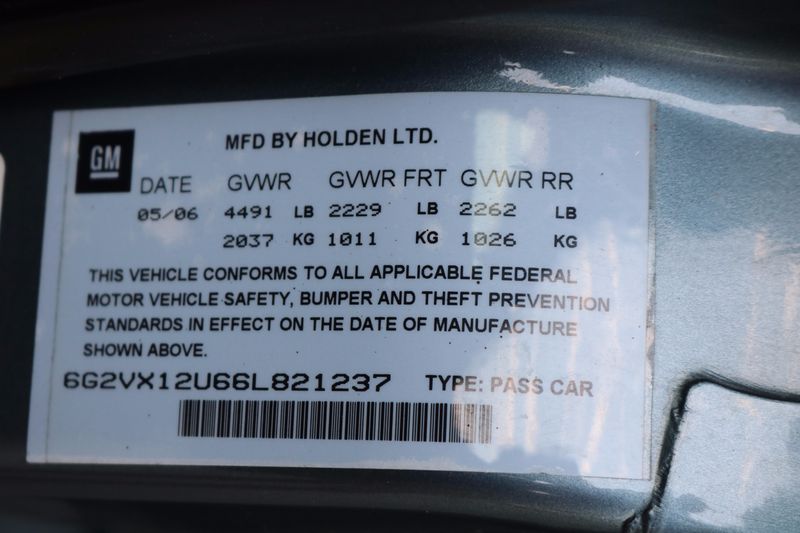 GM
MFD BY HOLDEN LTD.
DATE GVWR GVWR FRT GVWR RR
05/06 4491 LB 2229 LB 2262 LB
2037 KG 1011 KG 1026 KG
THIS VEHICLE CONFORMS TO ALL APPLICABLE FEDERAL
MOTOR VEHICLE SAFETY, BUMPER AND THEFT PREVENTION
STANDARDS IN EFFECT ON THE DATE OF MANUFACTURE
SHOWN ABOVE.
6G2VX12U66L821237 TYPE: PASS CAR